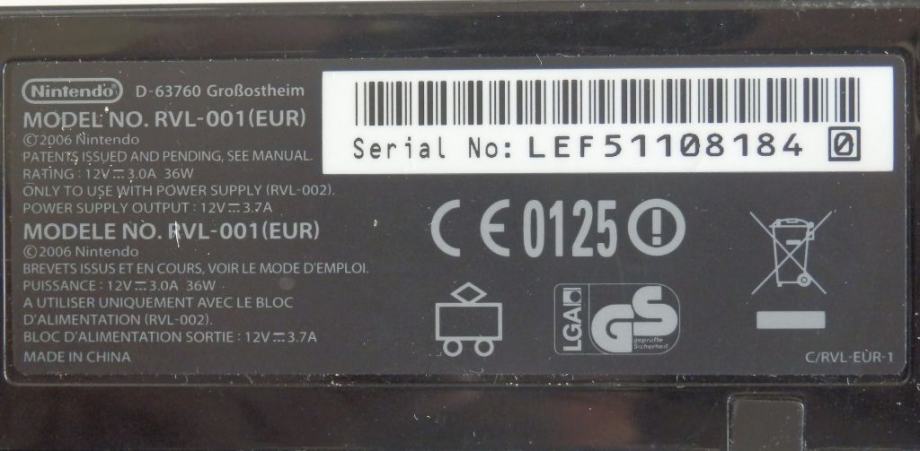 Nintendo D-63760 Großostheim
MODEL NO. RVL-001(EUR)
©2006 Nintendo
PATENTS ISSUED AND PENDING, SEE MANUAL.
RATING : 12V⎓3.0A 36W
ONLY TO USE WITH POWER SUPPLY (RVL-002).
POWER SUPPLY OUTPUT : 12V⎓3.7A
MODELE NO. RVL-001(EUR)
©2006 Nintendo
BREVETS ISSUS ET EN COURS, VOIR LE MODE D'EMPLOI.
PUISSANCE : 12V⎓3.0A 36W
A UTILISER UNIQUEMENT AVEC LE BLOC
D'ALIMENTATION (RVL-002).
BLOC D'ALIMENTATION SORTIE : 12V⎓3.7A
MADE IN CHINA
Serial No: LEF51108184 0
CE 0125 !
LGA GS
geprüfte
Sicherheit
C/RVL-EUR-1